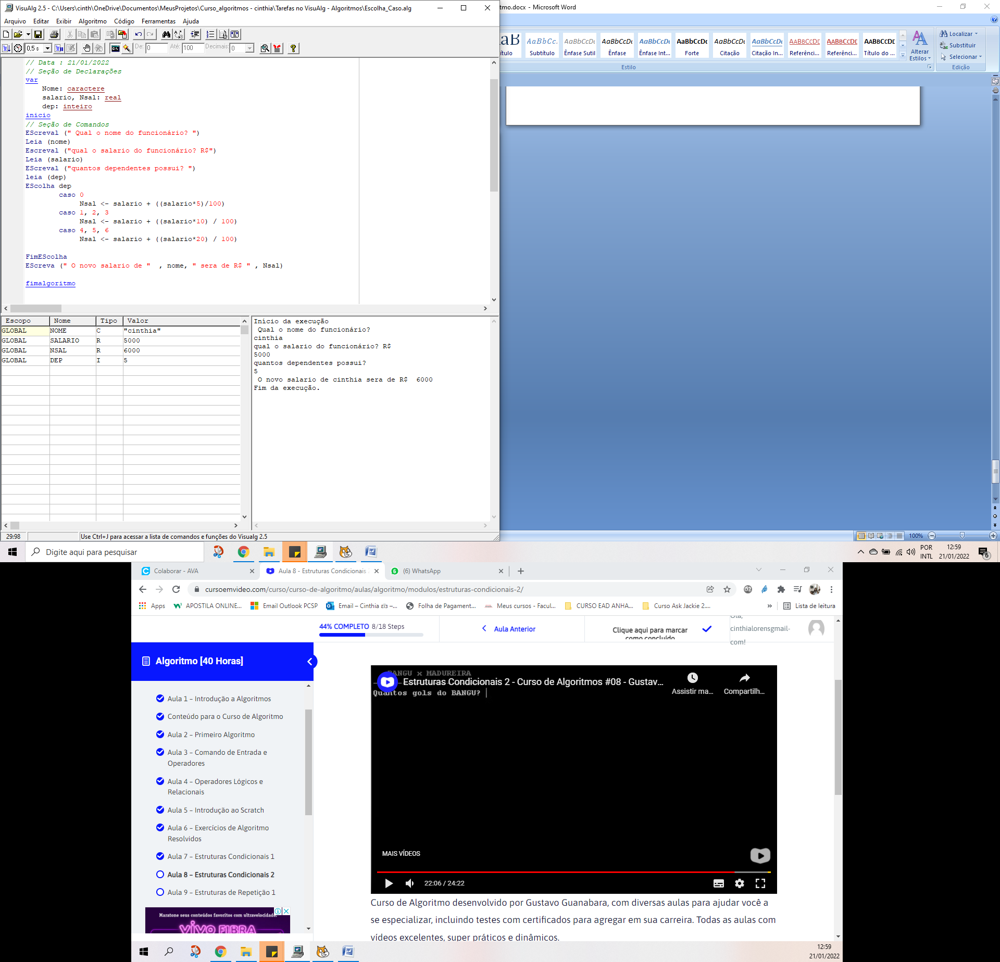 VisuAlg 2.5 - C:\Users\cinth\OneDrive\Documentos\MeusProjetos\Curso_algoritmos - cinthia\Tarefas no VisuAlg - Algoritmos\Escolha_Caso.alg
Arquivo Editar Exibir Algoritmo Código Ferramentas Ajuda
0,5 s De: 0 Até: 100 Decimais: 0
// Data : 21/01/2022
// Seção de Declarações
var
Nome: caractere
salario, Nsal: real
dep: inteiro
inicio
// Seção de Comandos
EScreval (" Qual o nome do funcionário? ")
Leia (nome)
Escreval ("qual o salario do funcionário? R$")
Leia (salario)
EScreval ("quantos dependentes possui? ")
leia (dep)
EScolha dep
caso 0
Nsal <- salario + ((salario*5)/100)
caso 1, 2, 3
Nsal <- salario + ((salario*10) / 100)
caso 4, 5, 6
Nsal <- salario + ((salario*20) / 100)
FimEScolha
EScreva (" O novo salario de "  , nome, " sera de R$ " , Nsal)
fimalgoritmo
Escopo Nome Tipo Valor
GLOBAL NOME C "cinthia"
GLOBAL SALARIO R 5000
GLOBAL NSAL R 6000
GLOBAL DEP I 5
Início da execução
Qual o nome do funcionário?
cinthia
qual o salario do funcionário? R$
5000
quantos dependentes possui?
5
O novo salario de cinthia sera de R$  6000
Fim da execução.
29:98 Use Ctrl+J para acessar a lista de comandos e funções do Visualg 2.5
tmo.docx - Microsoft Word
AaB AaBbCc. AaBbCcDc AaBbCcDc AaBbCcDc AaBbCcDc AaBbCcDc AaBbCcDc AaBbCcDc AaBbCcDc AaBbCcDc
ítulo Subtítulo Ênfase Sutil Ênfase Ênfase Int... Forte Citação Citação In... Referênci... Referênci... Título do ...
Alterar
Estilos
Localizar
Substituir
Selecionar
Estilo Edição
100%
Digite aqui para pesquisar
POR
INTL
12:59
21/01/2022
6
Colaborar - AVA
Aula 8 - Estruturas Condicionais
6 (6) WhatsApp
cursoemvideo.com/curso/curso-de-algoritmo/aulas/algoritmo/modulos/estruturas-condicionais-2/
Apps APOSTILA ONLINE... Email Outlook PCSP Email – Cinthia εïз –... Folha de Pagament... Meus cursos - Facul... CURSO EAD ANHA... Curso Ask Jackie 2.... » Lista de leitura
44% COMPLETO 8/18 Steps
Aula Anterior
Clique aqui para marcar
como concluído
Olá,
cinthialorensgmail-
com!
Algoritmo [40 Horas]
Aula 1 – Introdução a Algoritmos
Conteúdo para o Curso de Algoritmo
Aula 2 – Primeiro Algoritmo
Aula 3 – Comando de Entrada e
Operadores
Aula 4 – Operadores Lógicos e
Relacionais
Aula 5 – Introdução ao Scratch
Aula 6 – Exercícios de Algoritmo
Resolvidos
Aula 7 – Estruturas Condicionais 1
Aula 8 – Estruturas Condicionais 2
Aula 9 – Estruturas de Repetição 1
Maratone seus conteúdos favoritos com ultravelocidade.
VIVO FIBRA
BANGU x MADUREIRA
Estruturas Condicionais 2 - Curso de Algoritmos #08 - Gustav...
Quantos gols do BANGU?
Assistir ma... Compartilh...
MAIS VÍDEOS
22:06 / 24:22
Curso de Algoritmo desenvolvido por Gustavo Guanabara, com diversas aulas para ajudar você a
se especializar, incluindo testes com certificados para agregar em sua carreira. Todas as aulas com
vídeos excelentes, super práticos e dinâmicos.
12:59
21/01/2022